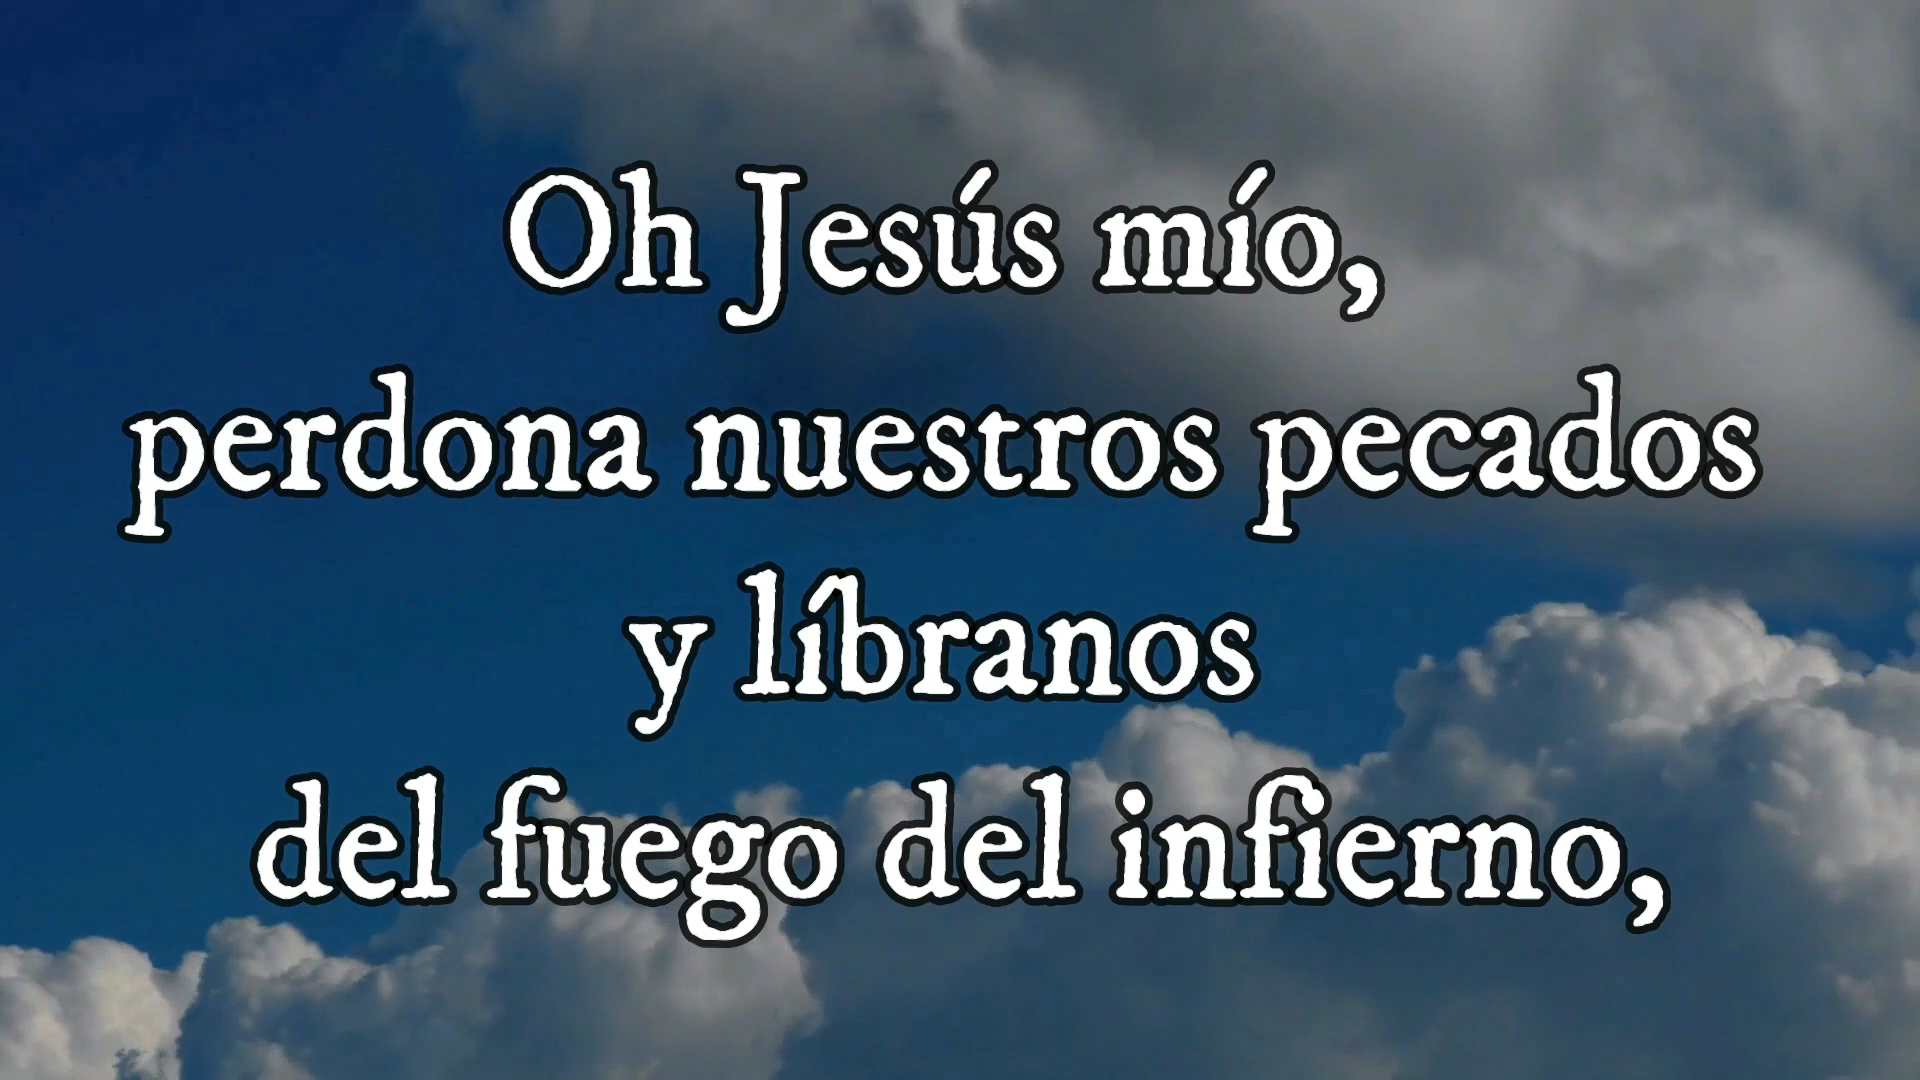 Oh Jesús mío,
perdona nuestros pecados
y líbranos
del fuego del infierno,